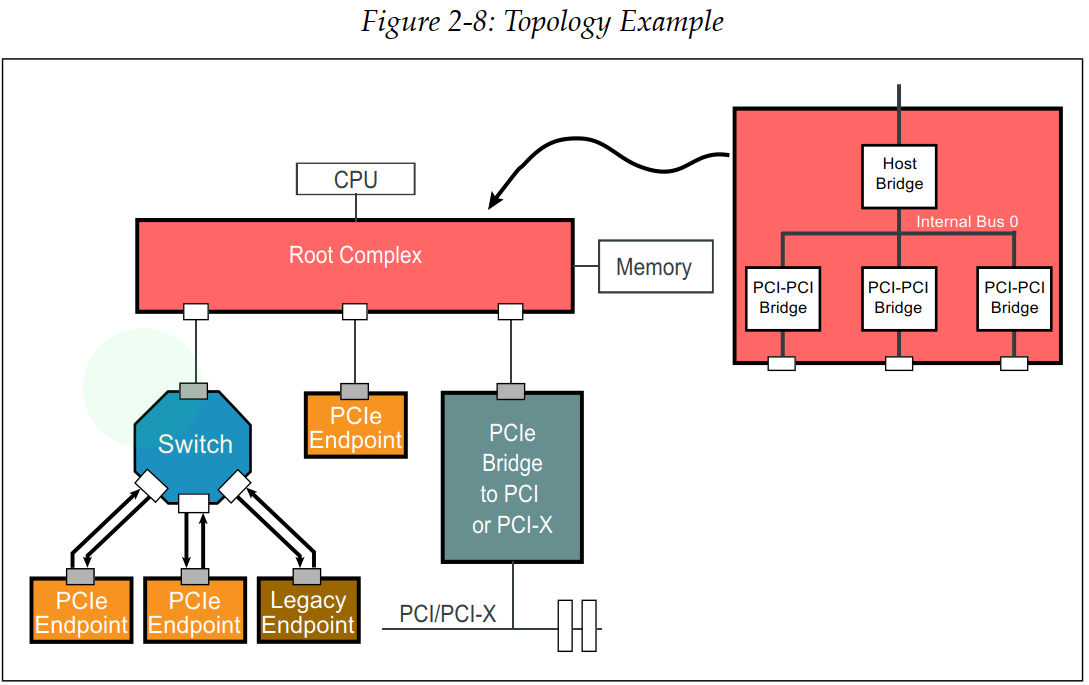 Figure 2-8: Topology Example
CPU
Root Complex
Memory
Host
Bridge
Internal Bus 0
PCI-PCI
Bridge
PCI-PCI
Bridge
PCI-PCI
Bridge
Switch
PCIe
Endpoint
PCIe
Bridge
to PCI
or PCI-X
PCIe
Endpoint
PCIe
Endpoint
Legacy
Endpoint
PCI/PCI-X